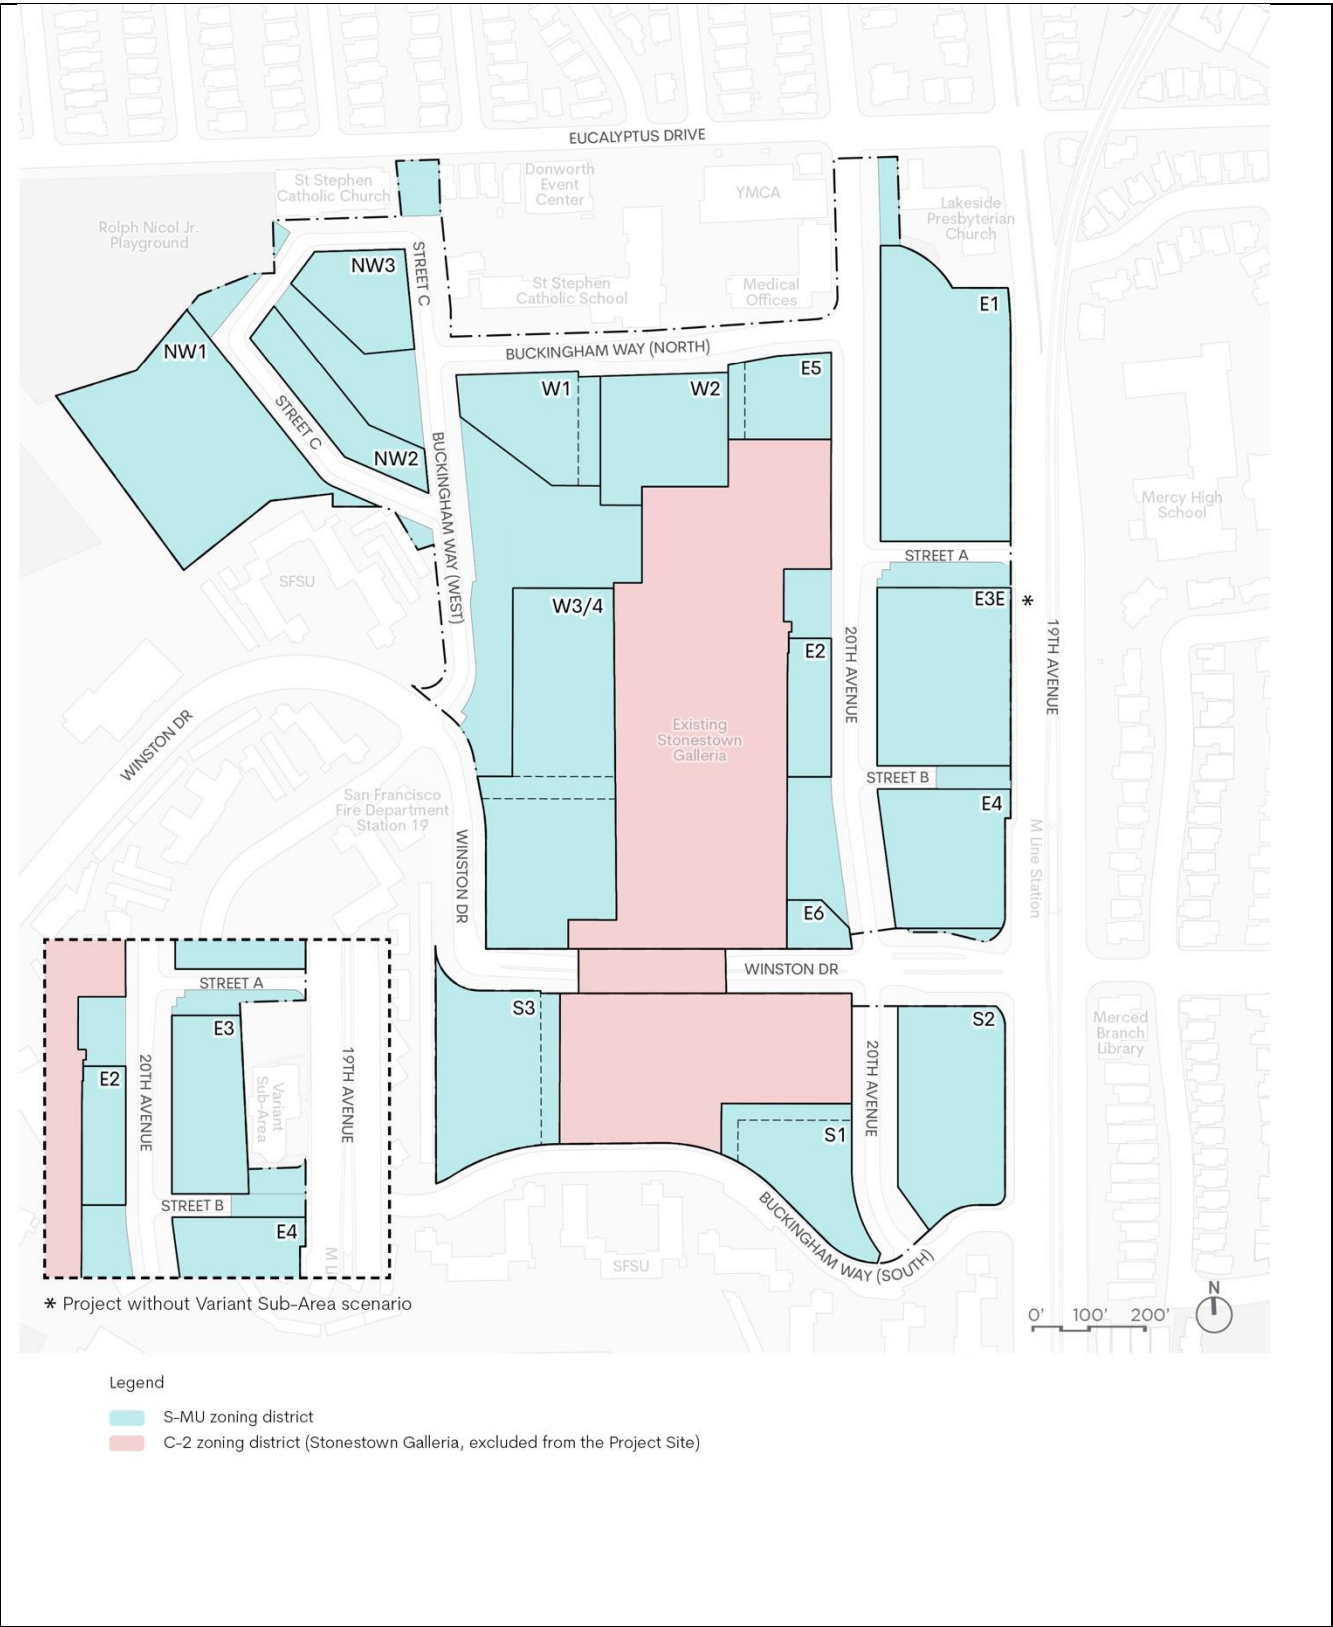 EUCALYPTUS DRIVE
St Stephen
Catholic Church
Donworth
Event
Center
YMCA
Lakeside
Presbyterian
Church
Rolph Nicol Jr.
Playground
NW3
STREET C
St Stephen
Catholic School
Medical
Offices
E1
NW1
BUCKINGHAM WAY (NORTH)
W1
W2
E5
STREET C
NW2
BUCKINGHAM WAY (WEST)
Mercy High
School
STREET A
SFSU
W3/4
E3E
*
E2
20TH AVENUE
19TH AVENUE
WINSTON DR
Existing
Stonestown
Galleria
STREET B
San Francisco
Fire Department
Station 19
E4
WINSTON DR
M Line Station
E6
WINSTON DR
S3
S2
Merced
Branch
Library
20TH AVENUE
S1
BUCKINGHAM WAY (SOUTH)
SFSU
STREET A
E3
E2
20TH AVENUE
Variant
Sub-Area
19TH AVENUE
STREET B
E4
M Li
* Project without Variant Sub-Area scenario
N
0' 100' 200'
Legend
S-MU zoning district
C-2 zoning district (Stonestown Galleria, excluded from the Project Site)